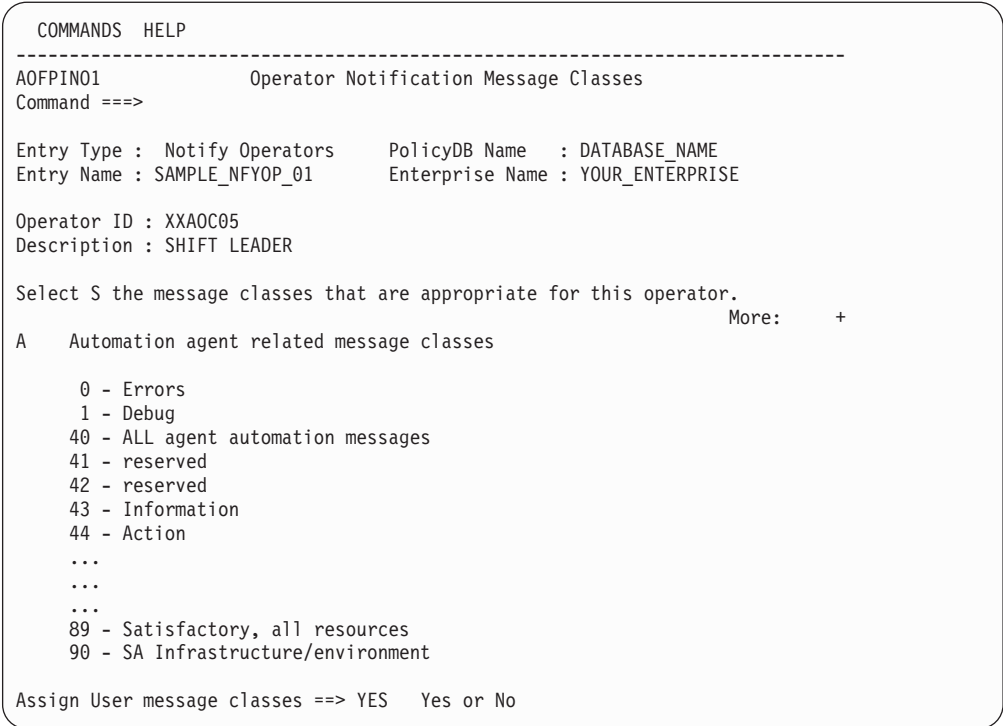 COMMANDS HELP
--------------------------------------------------------------------------
AOFPINO1 Operator Notification Message Classes
Command ===>
Entry Type : Notify Operators PolicyDB Name : DATABASE_NAME
Entry Name : SAMPLE_NFYOP_01 Enterprise Name : YOUR_ENTERPRISE
Operator ID : XXAOC05
Description : SHIFT LEADER
Select S the message classes that are appropriate for this operator.
More: +
A Automation agent related message classes
0 - Errors
1 - Debug
40 - ALL agent automation messages
41 - reserved
42 - reserved
43 - Information
44 - Action
...
...
...
89 - Satisfactory, all resources
90 - SA Infrastructure/environment
Assign User message classes ==> YES Yes or No